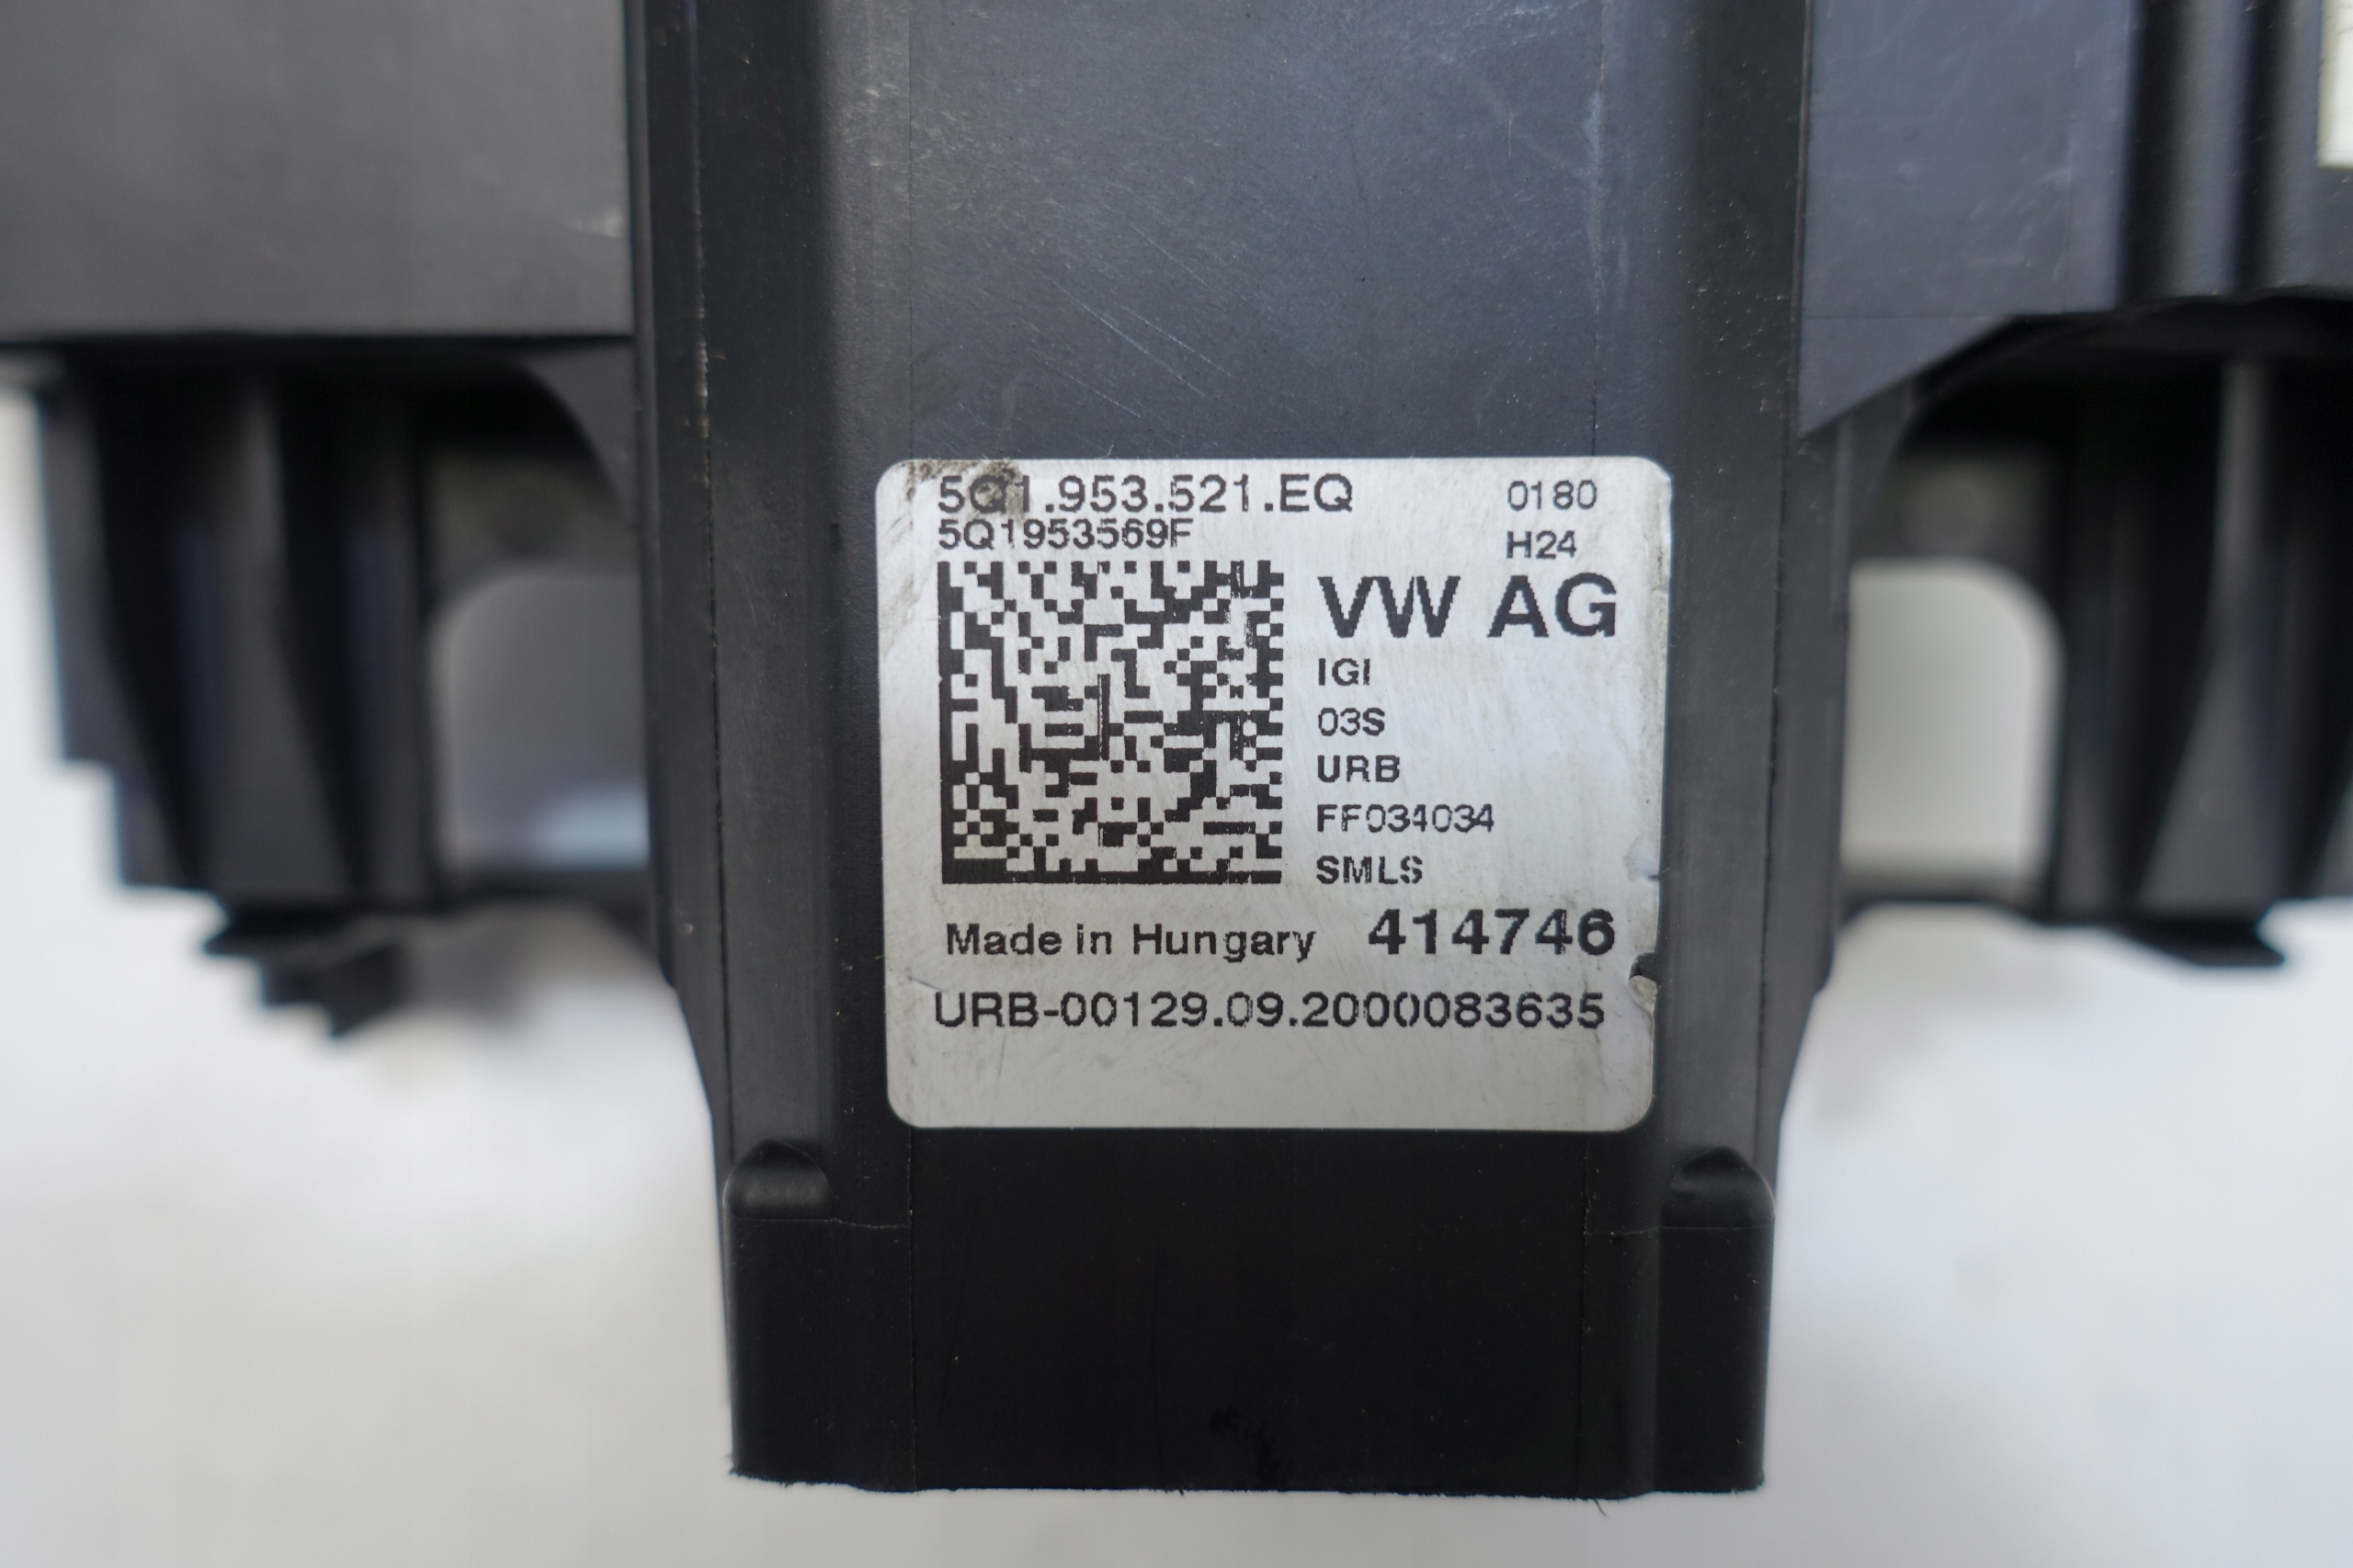 5Q1.953.521.EQ 0180
5Q1953569F H24
VW AG
IGI
03S
URB
FF034034
SMLS
Made in Hungary 414746
URB-00129.09.2000083635